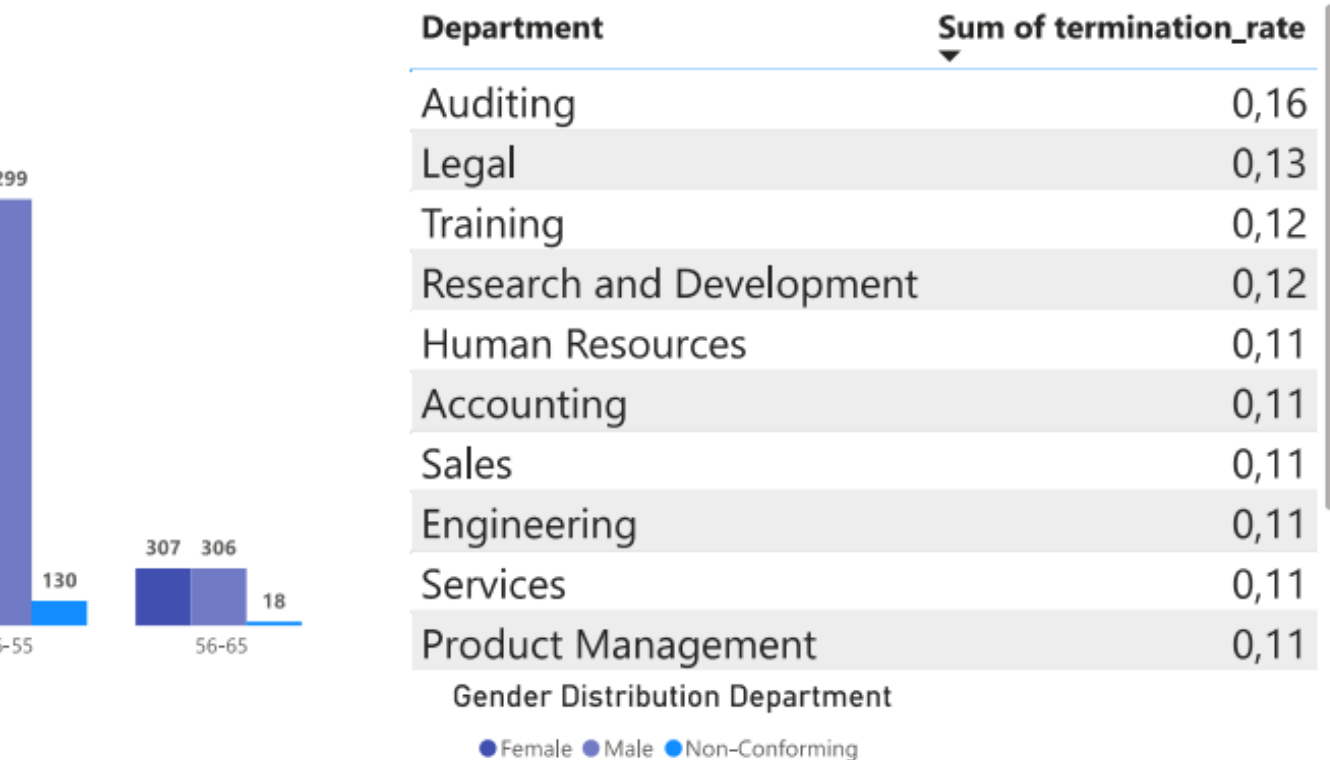 Department Sum of termination_rate
Auditing 0,16
Legal 0,13
Training 0,12
Research and Development 0,12
Human Resources 0,11
Accounting 0,11
Sales 0,11
Engineering 0,11
Services 0,11
Product Management 0,11
299
130
307 306
18
-55
56-65
Gender Distribution Department
Female Male Non-Conforming